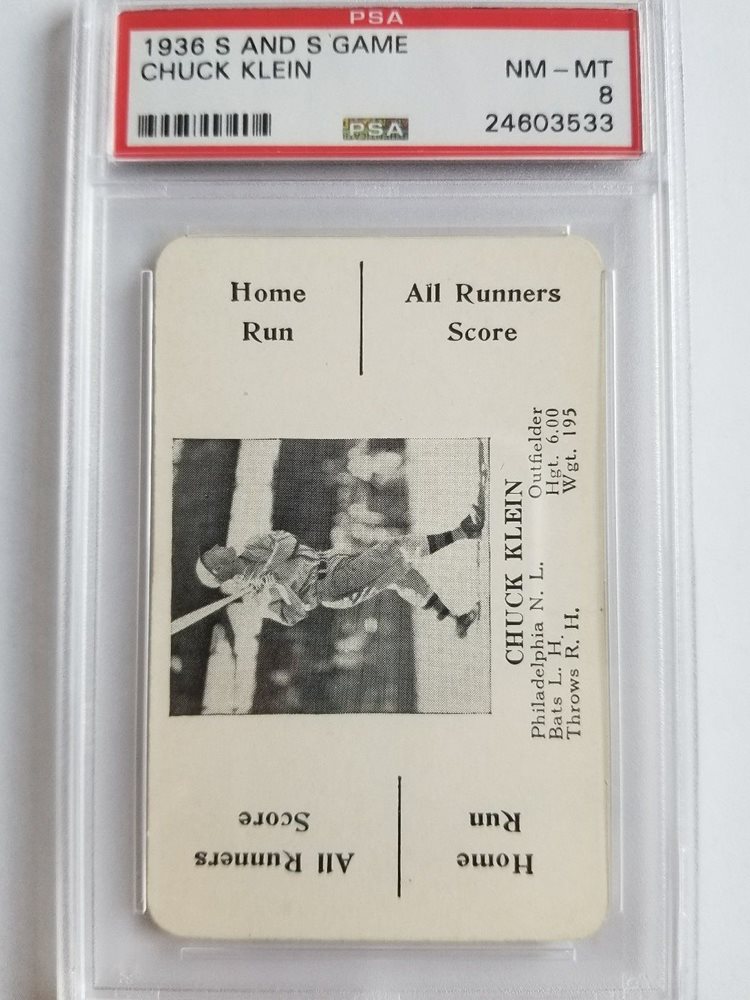 PSA
1936 S AND S GAME
CHUCK KLEIN NM-MT
8
PSA 24603533
Home All Runners
Run Score
CHUCK KLEIN
Philadelphia N. L. Outfielder
Bats L. H. Hgt. 6.00
Throws R. H. Wgt. 195
Home All Runners
Run Score